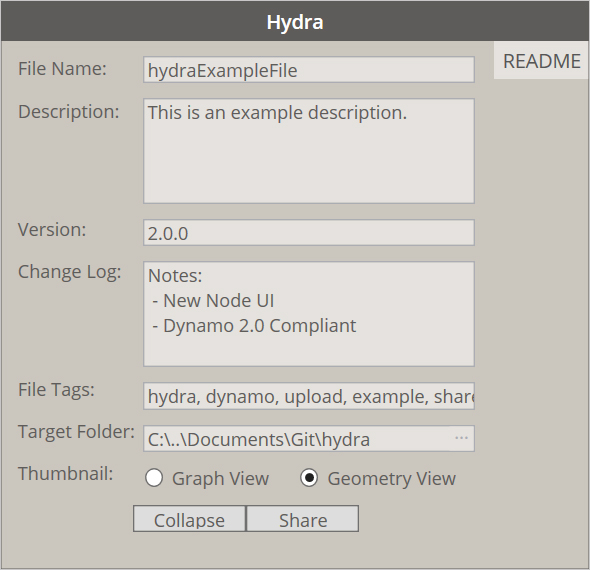 Hydra
README
File Name:
hydraExampleFile
Description:
This is an example description.
Version:
2.0.0
Change Log:
Notes:
- New Node UI
- Dynamo 2.0 Compliant
File Tags:
hydra, dynamo, upload, example, share
Target Folder:
C:\..\Documents\Git\hydra
...
Thumbnail:
Graph View
Geometry View
Collapse
Share